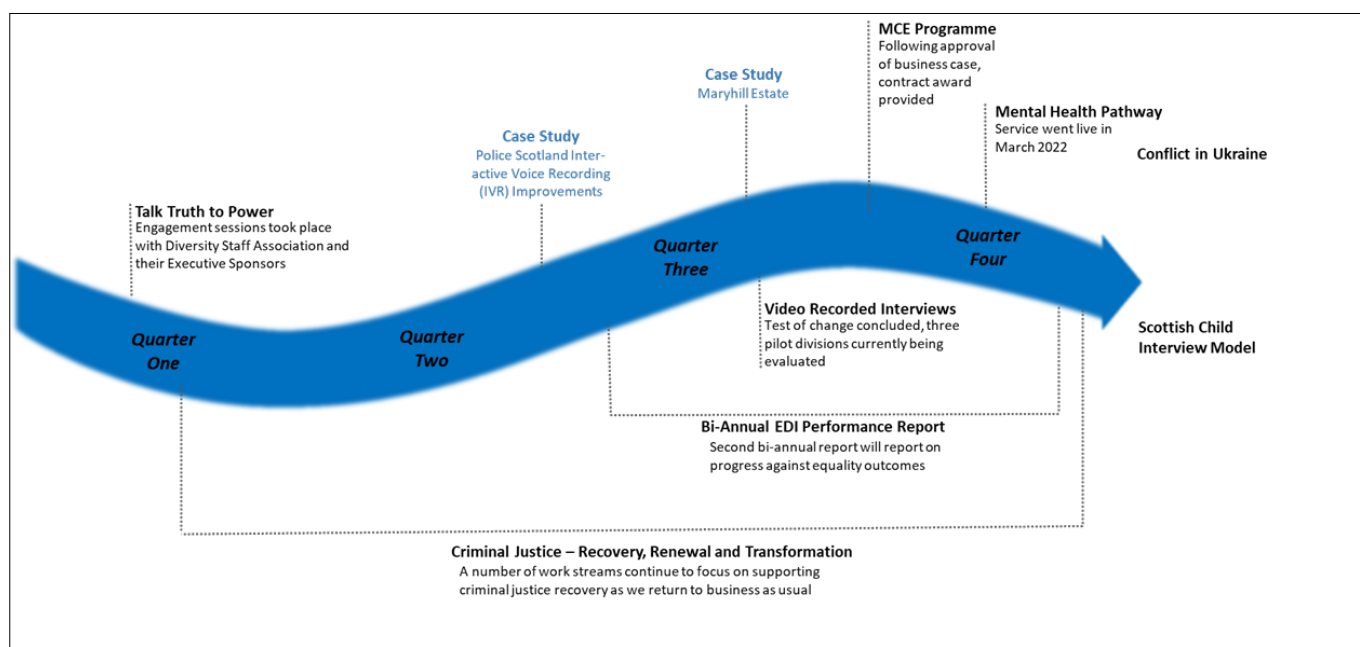 MCE Programme
Following approval
of business case,
contract award
provided
Case Study
Maryhill Estate
Mental Health Pathway
Service went live in
March 2022
Conflict in Ukraine
Case Study
Police Scotland Inter-
active Voice Recording
(IVR) Improvements
Talk Truth to Power
Engagement sessions took place
with Diversity Staff Association and
their Executive Sponsors
Quarter
One
Quarter
Two
Quarter
Three
Quarter
Four
Video Recorded Interviews
Test of change concluded, three
pilot divisions currently being
evaluated
Scottish Child
Interview Model
Bi-Annual EDI Performance Report
Second bi-annual report will report on
progress against equality outcomes
Criminal Justice – Recovery, Renewal and Transformation
A number of work streams continue to focus on supporting
criminal justice recovery as we return to business as usual